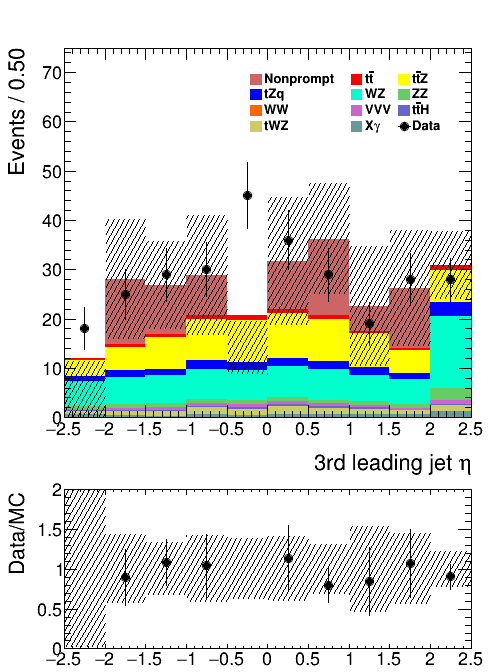 Events / 0.50
70
60
50
40
30
20
10
0
Nonprompt tt̄ tt̄Z
tZq WZ ZZ
WW VVV tt̄H
tWZ Xγ Data
−2.5 −2 −1.5 −1 −0.5 0 0.5 1 1.5 2 2.5
3rd leading jet η
Data/MC
2
1.5
1
0.5
0
−2.5 −2 −1.5 −1 −0.5 0 0.5 1 1.5 2 2.5